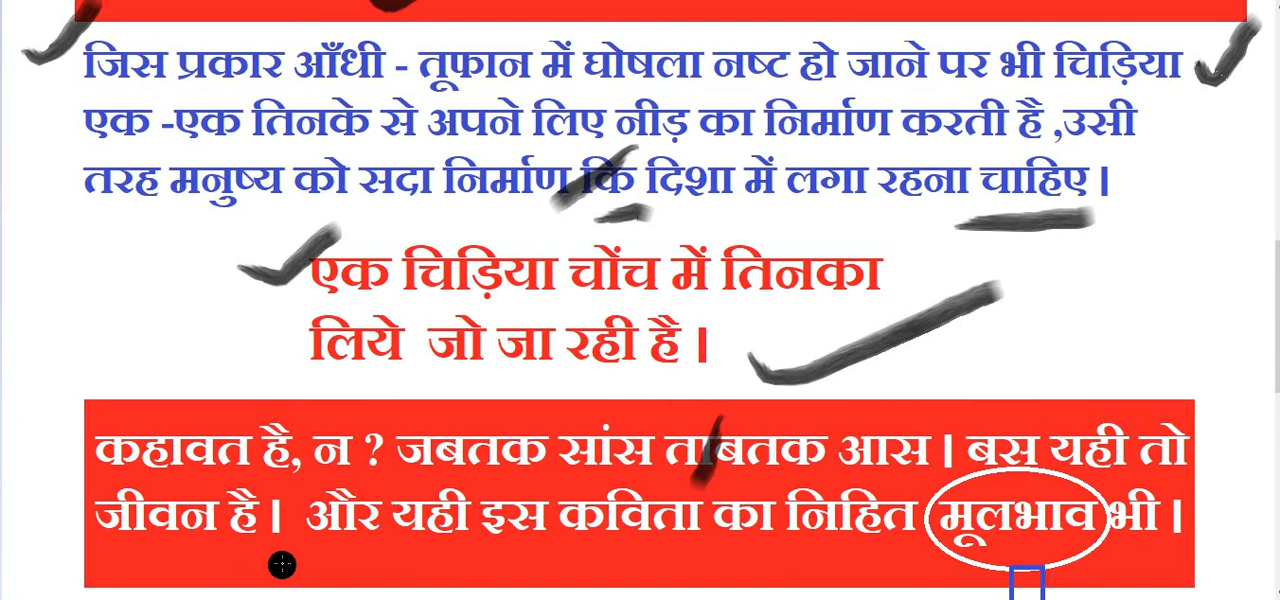 जिस प्रकार आँधी - तूफान में घोषला नष्ट हो जाने पर भी चिड़िया
एक -एक तिनके से अपने लिए नीड़ का निर्माण करती है ,उसी
तरह मनुष्य को सदा निर्माण कि दिशा में लगा रहना चाहिए ।
एक चिड़िया चोंच में तिनका
लिये जो जा रही है ।
कहावत है, न ? जबतक सांस ताबतक आस । बस यही तो
जीवन है । और यही इस कविता का निहित मूलभाव भी ।